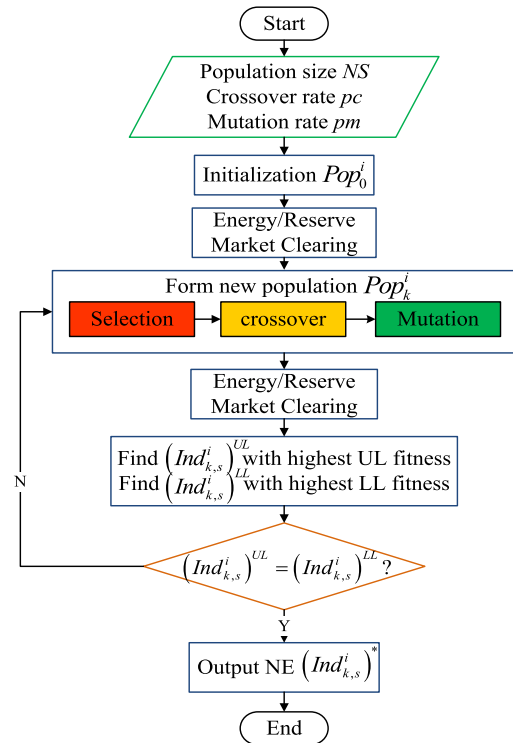 Start
Population size NS
Crossover rate pc
Mutation rate pm
Initialization Pop_0^i
Energy/Reserve
Market Clearing
Form new population Pop_k^i
Selection
crossover
Mutation
Energy/Reserve
Market Clearing
Find (Ind_{k,s}^i)^{UL} with highest UL fitness
Find (Ind_{k,s}^i)^{LL} with highest LL fitness
N
(Ind_{k,s}^i)^{UL} = (Ind_{k,s}^i)^{LL} ?
Y
Output NE (Ind_{k,s}^i)^*
End